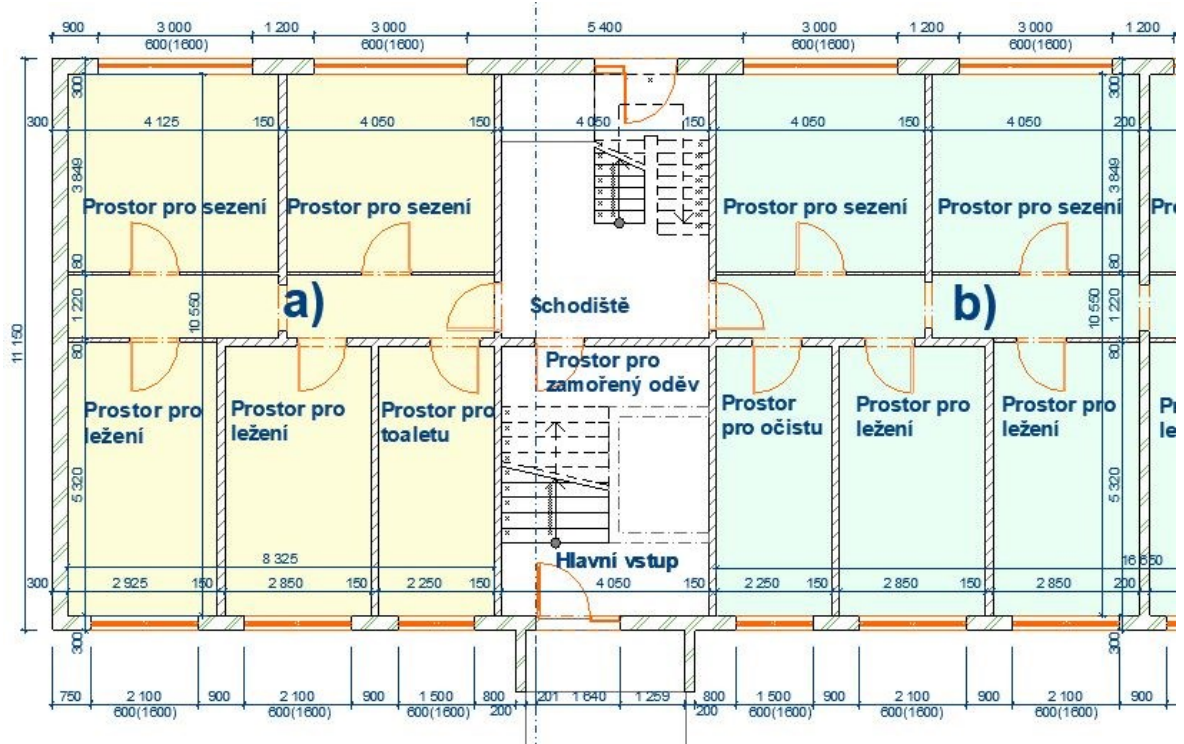 900 3 000 1 200 3 000 5 400 3 000 1 200 3 000 1 200
600(1600) 600(1600) 600(1600) 600(1600)
300 300
300 4 125 150 4 050 150 4 050 150 4 050 150 4 050 200
3 849 3 849
Prostor pro sezení Prostor pro sezení Prostor pro sezení Prostor pro sezení
80 80
a) b)
1 220 10 550 Schodiště 10 550 1 220
11 150
80 80
Prostor pro
zamořený oděv
Prostor pro
ležení
Prostor pro
ležení
Prostor pro
toaletu
Prostor
pro očistu
Prostor pro
ležení
Prostor pro
ležení
5 320 5 320
8 325 Hlavní vstup
300 2 925 150 2 850 150 2 250 150 4 050 150 2 250 150 2 850 150 2 850 200
300 300
750 2 100 900 2 100 900 1 500 800 201 1 640 1 259 800 1 500 900 2 100 900 2 100 900
600(1600) 600(1600) 600(1600) 200 200 600(1600) 600(1600) 600(1600)